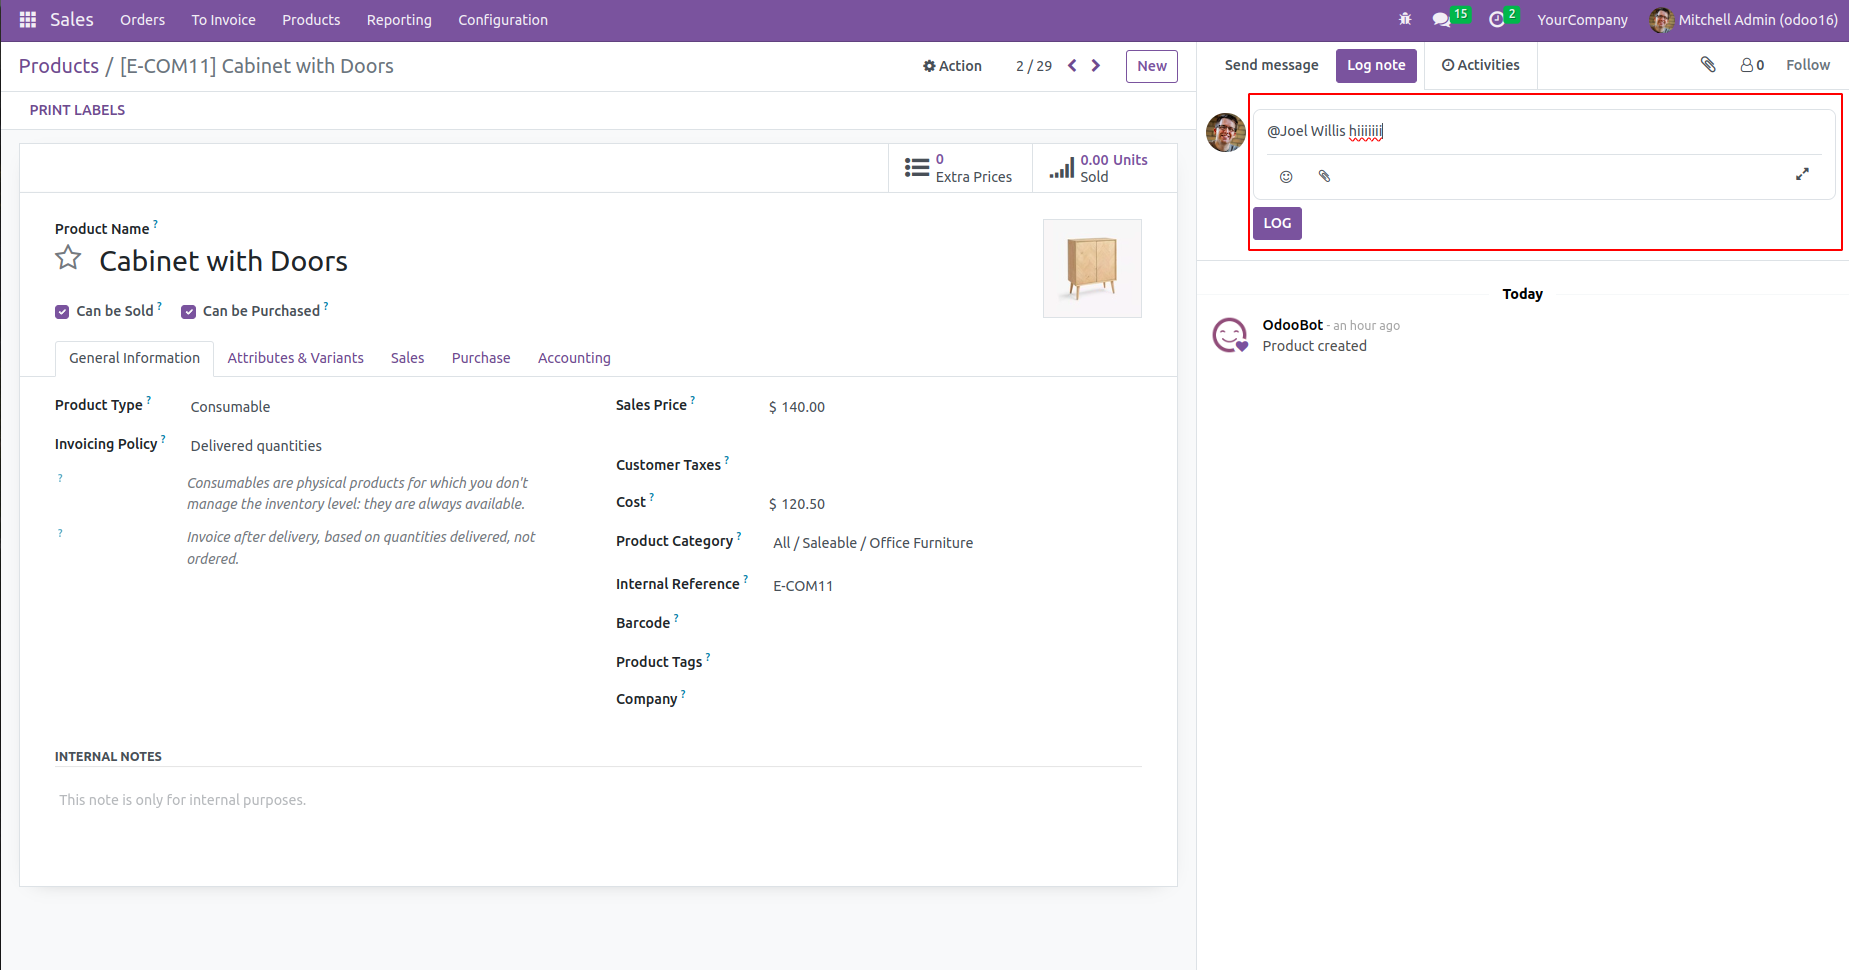 Sales Orders To Invoice Products Reporting Configuration 15 2 YourCompany Mitchell Admin (odoo16)
Products / [E-COM11] Cabinet with Doors Action 2 / 29 New
PRINT LABELS
0
Extra Prices
0.00 Units
Sold
Product Name ?
Cabinet with Doors
Can be Sold ? Can be Purchased ?
General Information Attributes & Variants Sales Purchase Accounting
Product Type ? Consumable
Invoicing Policy ? Delivered quantities
? Consumables are physical products for which you don't
manage the inventory level: they are always available.
? Invoice after delivery, based on quantities delivered, not
ordered.
Sales Price ? $ 140.00
Customer Taxes ?
Cost ? $ 120.50
Product Category ? All / Saleable / Office Furniture
Internal Reference ? E-COM11
Barcode ?
Product Tags ?
Company ?
INTERNAL NOTES
This note is only for internal purposes.
Send message Log note Activities 0 Follow
@Joel Willis hiiiiiii
LOG
Today
OdooBot - an hour ago
Product created